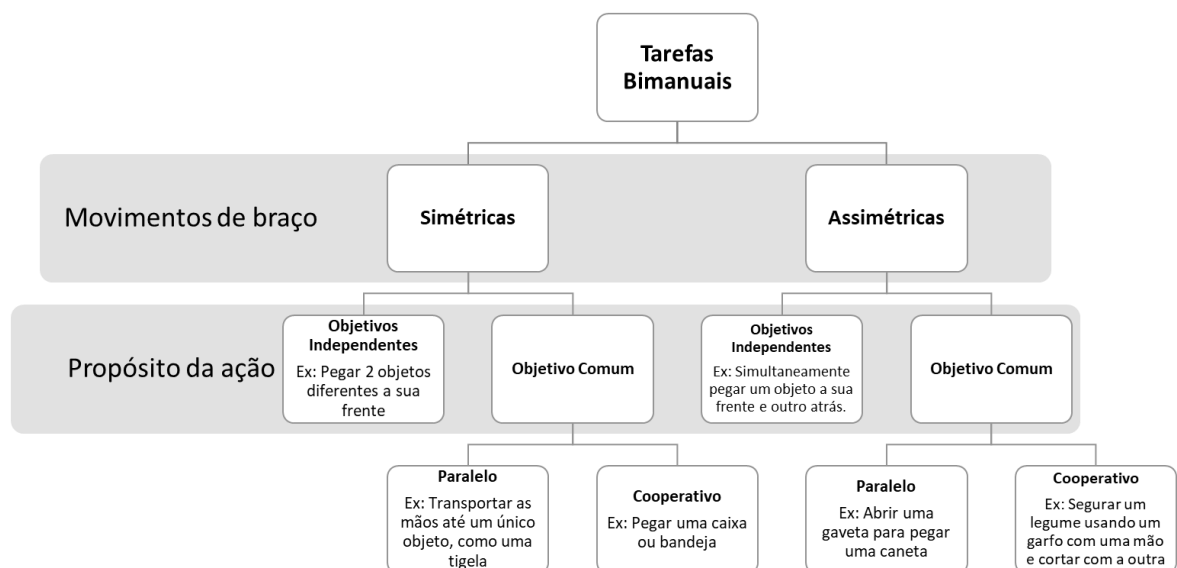 Tarefas
Bimanuais
Movimentos de braço
Simétricas
Assimétricas
Propósito da ação
Objetivos
Independentes
Ex: Pegar 2 objetos
diferentes a sua
frente
Objetivo Comum
Objetivos
Independentes
Ex: Simultaneamente
pegar um objeto a sua
frente e outro atrás.
Objetivo Comum
Paralelo
Ex: Transportar as
mãos até um único
objeto, como uma
tigela
Cooperativo
Ex: Pegar uma caixa
ou bandeja
Paralelo
Ex: Abrir uma
gaveta para pegar
uma caneta
Cooperativo
Ex: Segurar um
legume usando um
garfo com uma mão
e cortar com a outra